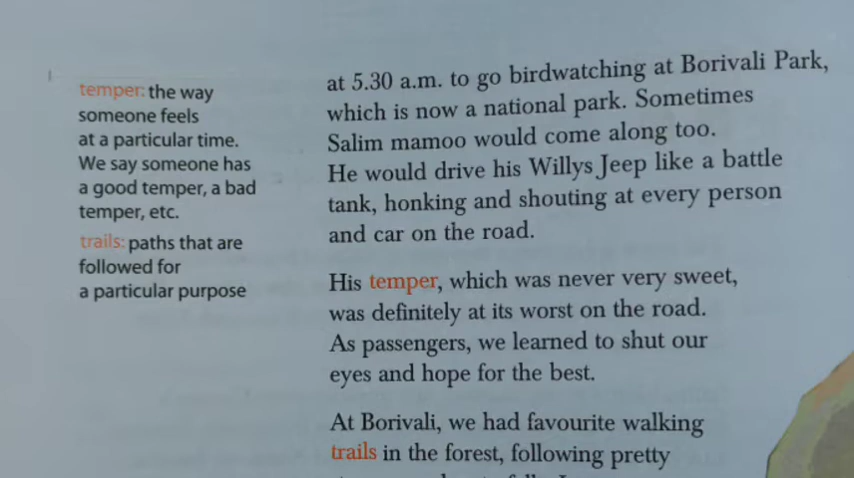 temper: the way
someone feels
at a particular time.
We say someone has
a good temper, a bad
temper, etc.
trails: paths that are
followed for
a particular purpose
at 5.30 a.m. to go birdwatching at Borivali Park,
which is now a national park. Sometimes
Salim mamoo would come along too.
He would drive his Willys Jeep like a battle
tank, honking and shouting at every person
and car on the road.
His temper, which was never very sweet,
was definitely at its worst on the road.
As passengers, we learned to shut our
eyes and hope for the best.
At Borivali, we had favourite walking
trails in the forest, following pretty